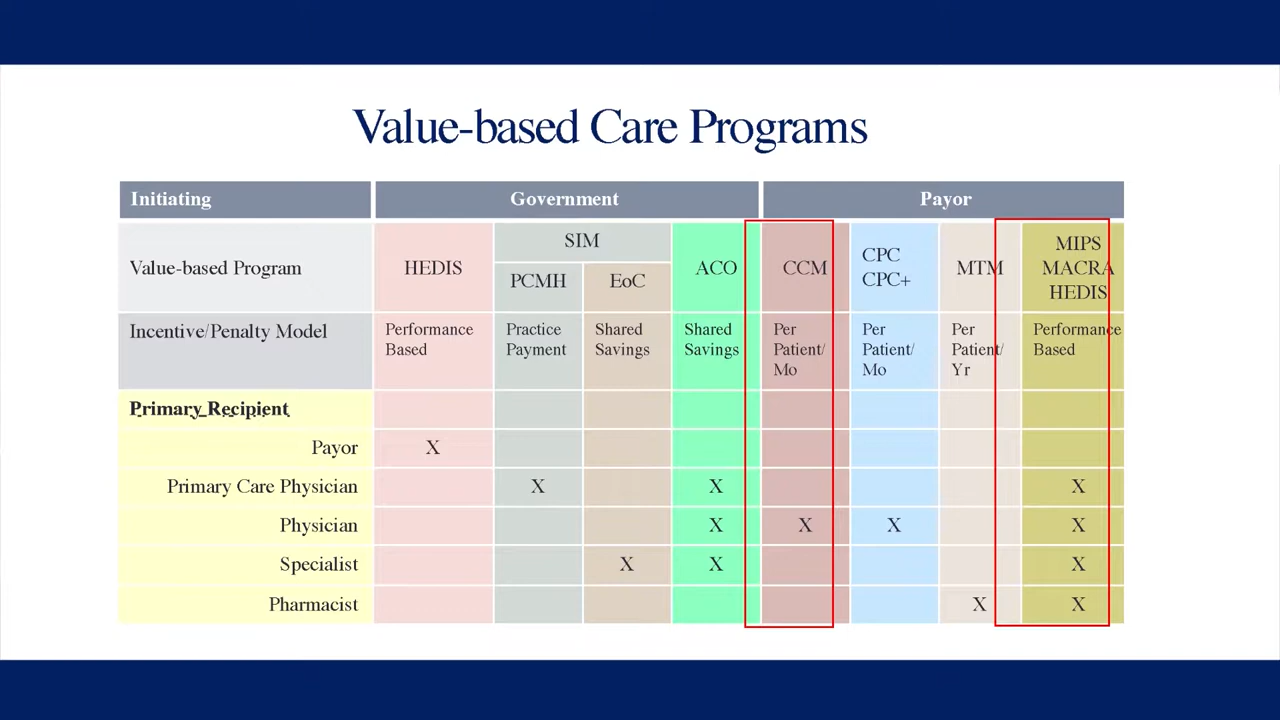 Value-based Care Programs
Initiating Government Payor
Value-based Program HEDIS SIM PCMH EoC ACO CCM CPC CPC+ MTM MIPS MACRA HEDIS
Incentive/Penalty Model Performance Based Practice Payment Shared Savings Shared Savings Per Patient/ Mo Per Patient/ Mo Per Patient/ Yr Performance Based
Primary Recipient
Payor X
Primary Care Physician X X X
Physician X X X X
Specialist X X X
Pharmacist X X